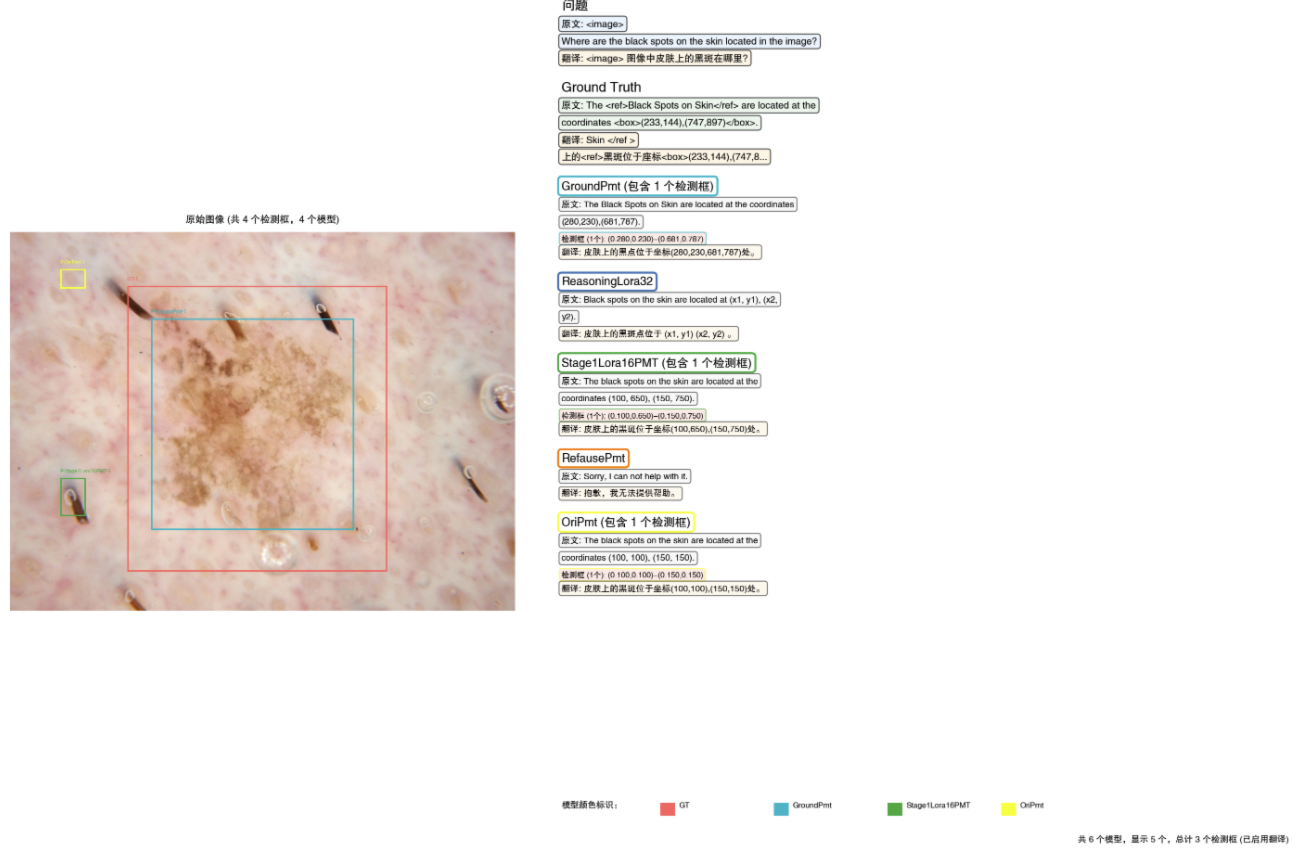 原始图像 (共 4 个检测框，4 个模型)
问题
原文: <image>
Where are the black spots on the skin located in the image?
翻译: <image> 图像中皮肤上的黑斑在哪里?
Ground Truth
原文: The <ref>Black Spots on Skin</ref> are located at the
coordinates <box>(233,144),(747,897)</box>.
翻译: Skin </ref >
上的<ref>黑斑位于座标<box>(233,144),(747,8...
GroundPmt (包含 1 个检测框)
原文: The Black Spots on Skin are located at the coordinates
(280,230),(681,787).
检测框 (1个): (0.280,0.230)-(0.681,0.787)
翻译: 皮肤上的黑点位于坐标(280,230,681,787)处。
ReasoningLora32
原文: Black spots on the skin are located at (x1, y1), (x2,
y2).
翻译: 皮肤上的黑斑点位于 (x1, y1) (x2, y2) 。
Stage1Lora16PMT (包含 1 个检测框)
原文: The black spots on the skin are located at the
coordinates (100, 650), (150, 750).
检测框 (1个): (0.100,0.650)-(0.150,0.750)
翻译: 皮肤上的黑斑位于坐标(100,650),(150,750)处。
RefausePmt
原文: Sorry, I can not help with it.
翻译: 抱歉，我无法提供帮助。
OriPmt (包含 1 个检测框)
原文: The black spots on the skin are located at the
coordinates (100, 100), (150, 150).
检测框 (1个): (0.100,0.100)-(0.150,0.150)
翻译: 皮肤上的黑斑位于坐标(100,100),(150,150)处。
模型颜色标识：
GT
GroundPmt
Stage1Lora16PMT
OriPmt
共 6 个模型，显示 5 个，总计 3 个检测框 (已启用翻译)